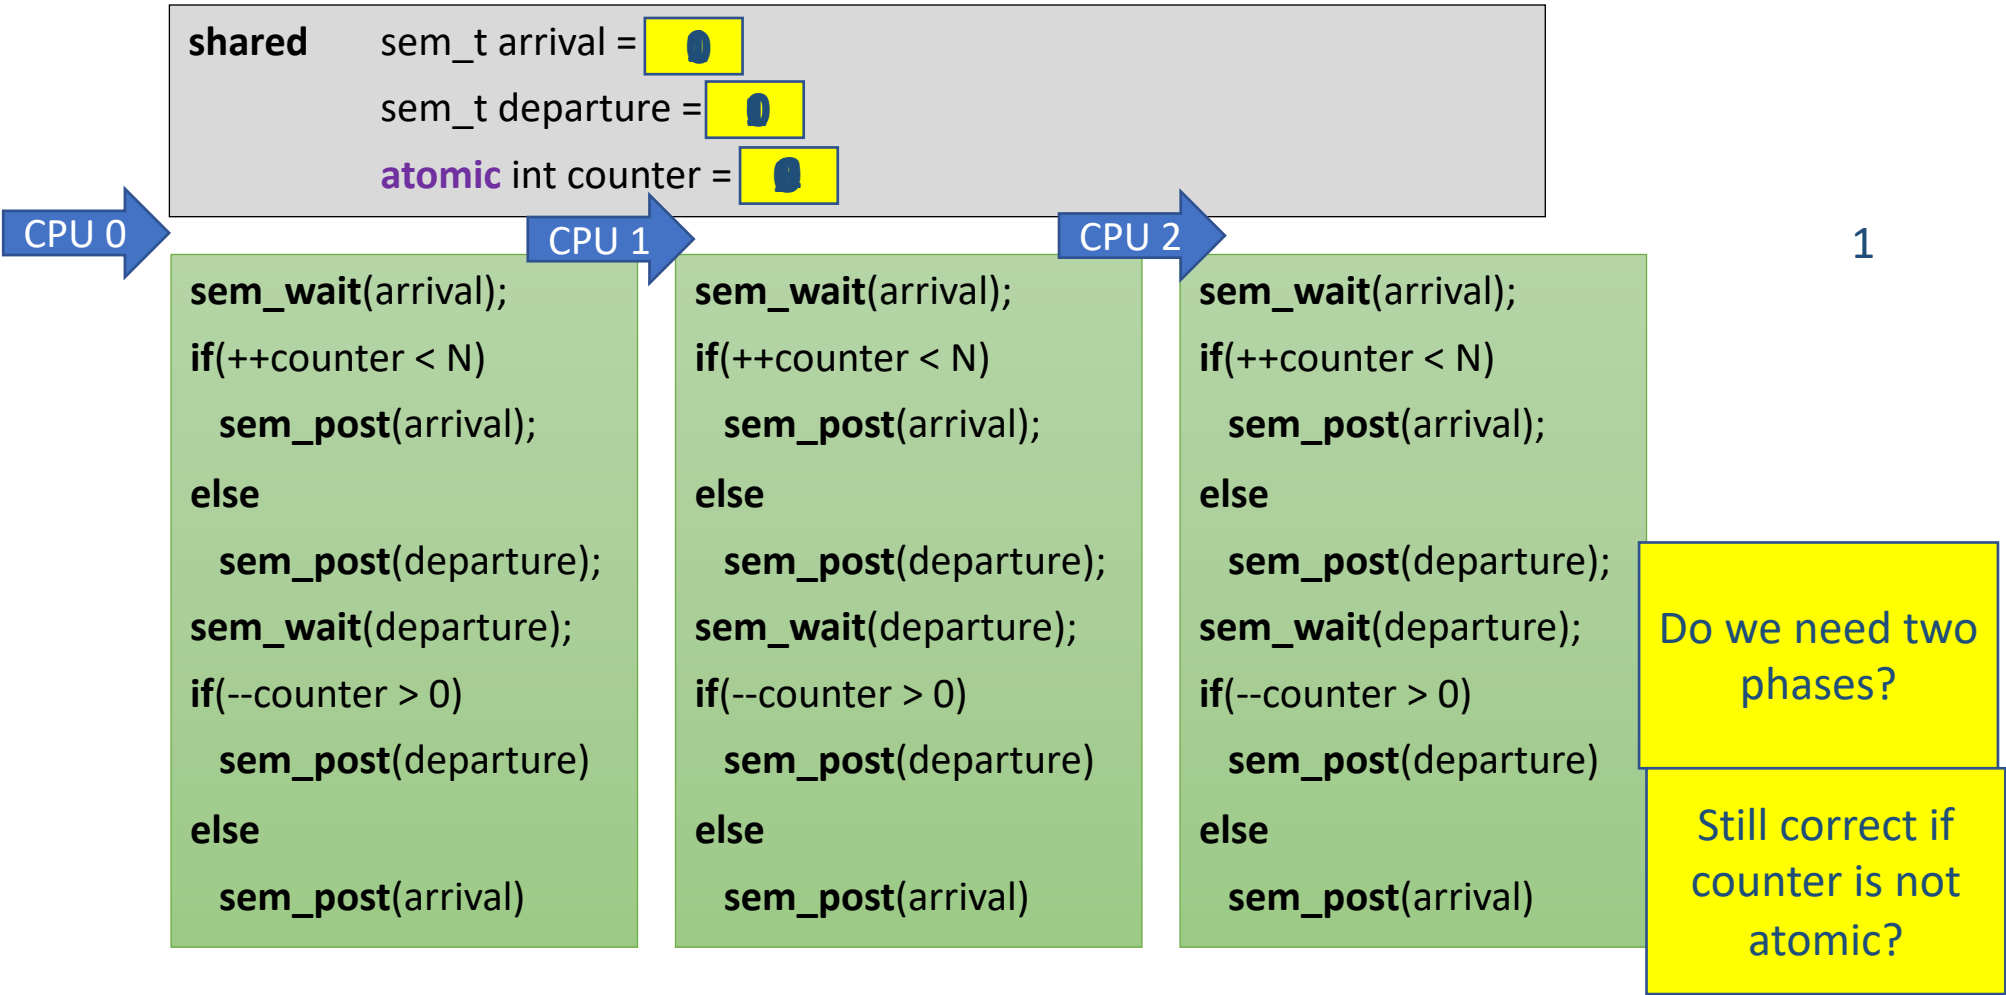 shared sem_t arrival =
sem_t departure =
atomic int counter =
CPU 0
CPU 1
CPU 2
1
sem_wait(arrival);
if(++counter < N)
sem_post(arrival);
else
sem_post(departure);
sem_wait(departure);
if(--counter > 0)
sem_post(departure)
else
sem_post(arrival)
sem_wait(arrival);
if(++counter < N)
sem_post(arrival);
else
sem_post(departure);
sem_wait(departure);
if(--counter > 0)
sem_post(departure)
else
sem_post(arrival)
sem_wait(arrival);
if(++counter < N)
sem_post(arrival);
else
sem_post(departure);
sem_wait(departure);
if(--counter > 0)
sem_post(departure)
else
sem_post(arrival)
Do we need two
phases?
Still correct if
counter is not
atomic?